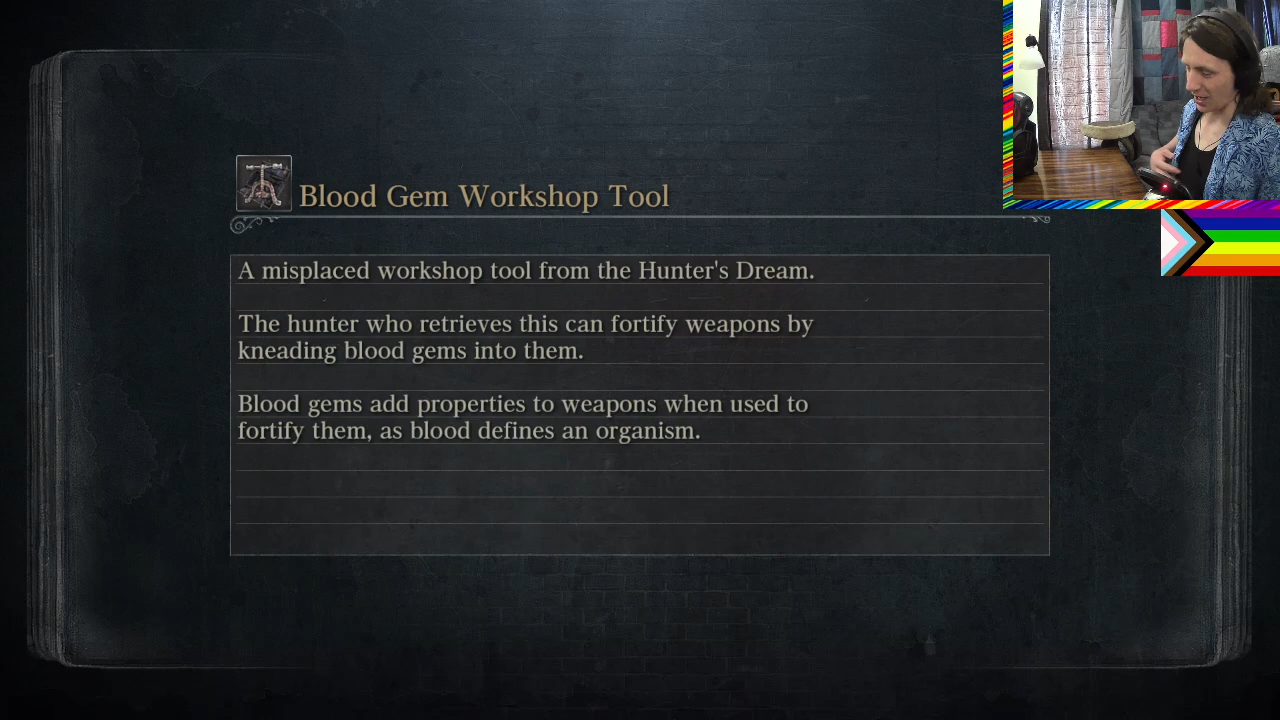 Blood Gem Workshop Tool
A misplaced workshop tool from the Hunter's Dream.
The hunter who retrieves this can fortify weapons by
kneading blood gems into them.
Blood gems add properties to weapons when used to
fortify them, as blood defines an organism.